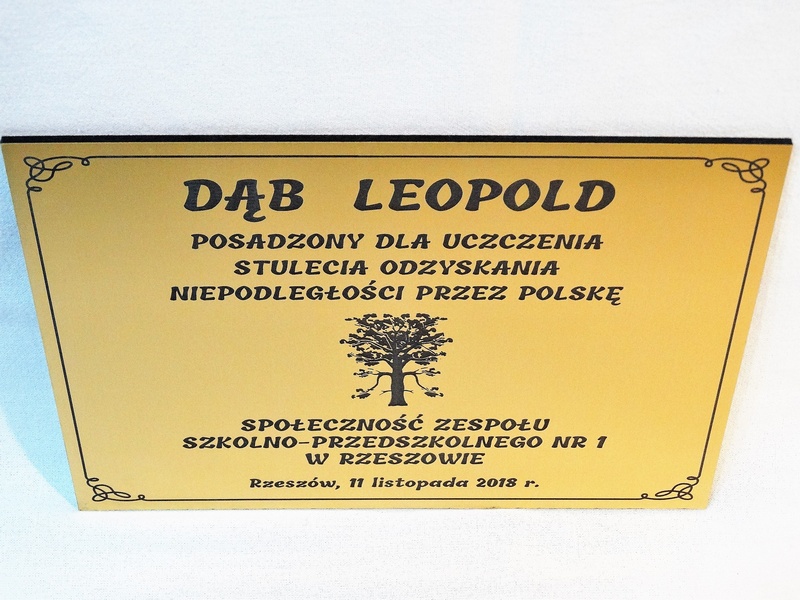 DĄB LEOPOLD
POSADZONY DLA UCZCZENIA
STULECIA ODZYSKANIA
NIEPODLEGŁOŚCI PRZEZ POLSKĘ
SPOŁECZNOŚĆ ZESPOŁU
SZKOLNO-PRZEDSZKOLNEGO NR 1
W RZESZOWIE
Rzeszów, 11 listopada 2018 r.